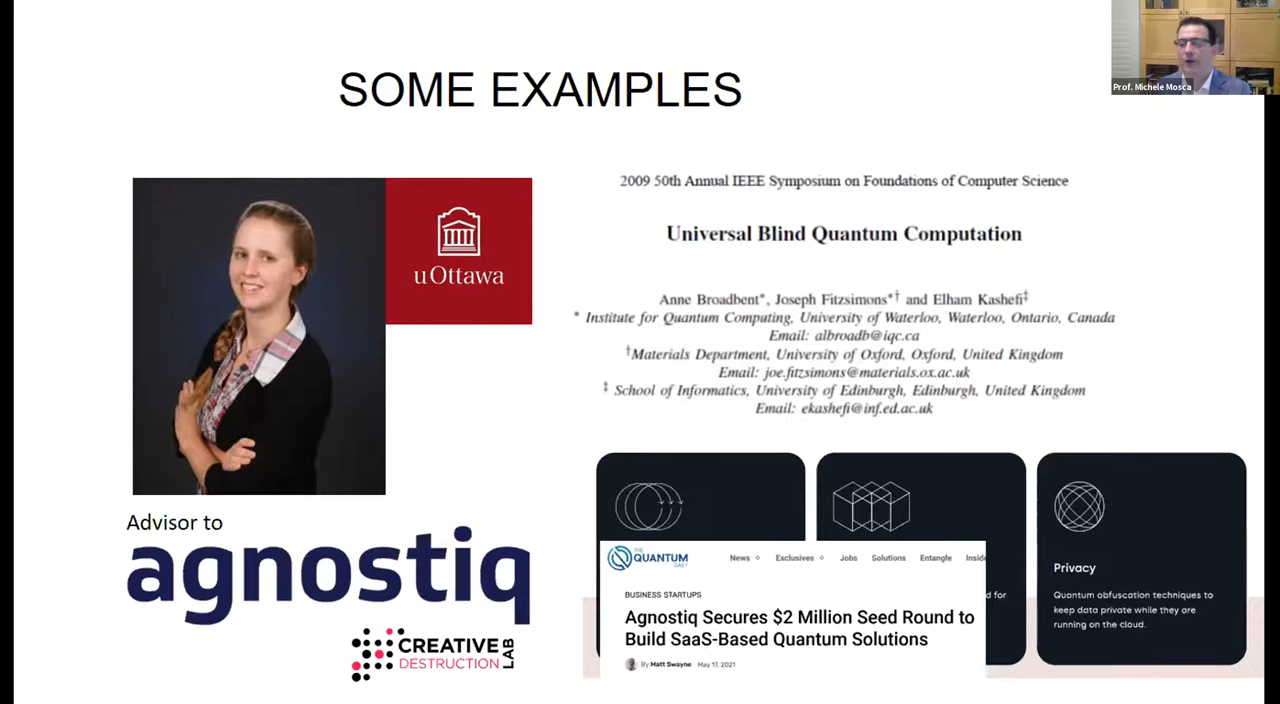 Prof. Michele Mosca
SOME EXAMPLES
uOttawa
Advisor to
agnostiq
CREATIVE
DESTRUCTION
LAB
2009 50th Annual IEEE Symposium on Foundations of Computer Science
Universal Blind Quantum Computation
Anne Broadbent*, Joseph Fitzsimons*† and Elham Kashefi‡
* Institute for Quantum Computing, University of Waterloo, Waterloo, Ontario, Canada
Email: albroadb@iqc.ca
†Materials Department, University of Oxford, Oxford, United Kingdom
Email: joe.fitzsimons@materials.ox.ac.uk
‡ School of Informatics, University of Edinburgh, Edinburgh, United Kingdom
Email: ekashefi@inf.ed.ac.uk
THE
QUANTUM
DAILY
News Exclusives Jobs Solutions Entangle Inside
BUSINESS STARTUPS
Agnostiq Secures $2 Million Seed Round to
Build SaaS-Based Quantum Solutions
By Matt Swayne May 17, 2021
d for
Privacy
Quantum obfuscation techniques to
keep data private while they are
running on the cloud.